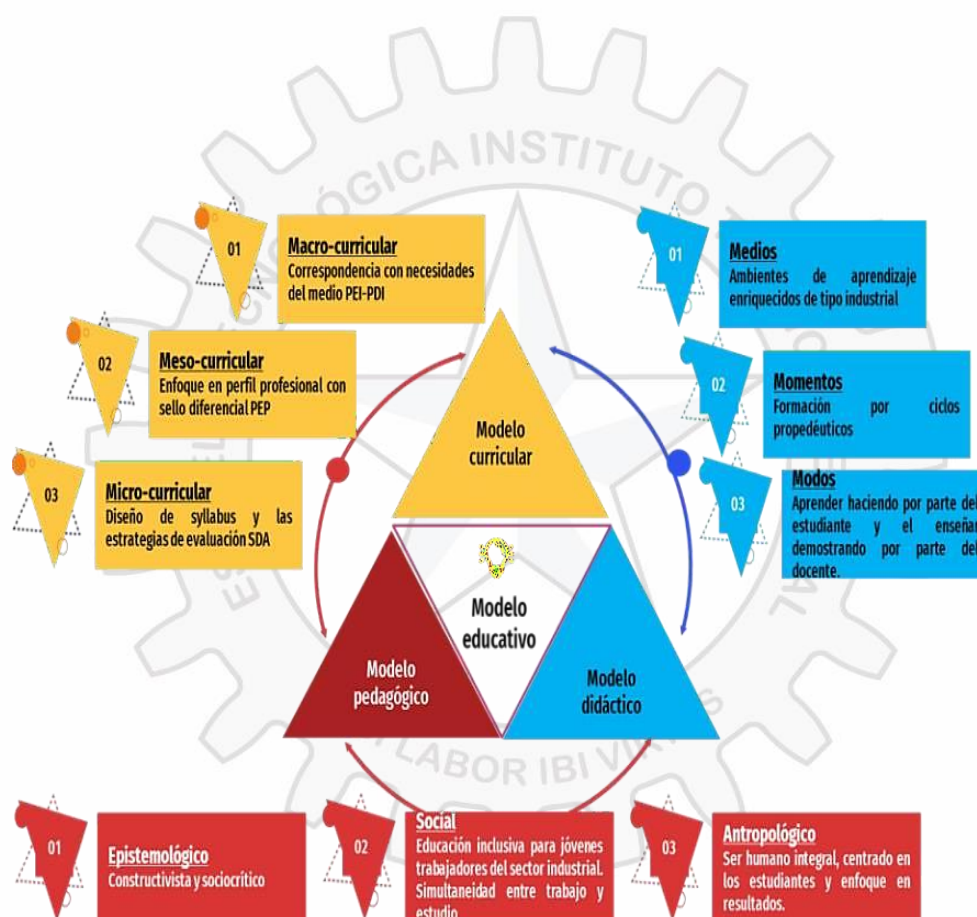 01
Macro-curricular
Correspondencia con necesidades
del medio PEI-PDI
02
Meso-curricular
Enfoque en perfil profesional con
sello diferencial PEP
03
Micro-curricular
Diseño de syllabus y las
estrategias de evaluación SDA
01
Medios
Ambientes de aprendizaje
enriquecidos de tipo industrial
02
Momentos
Formación por ciclos
propedéuticos
03
Modos
Aprender haciendo por parte del
estudiante y el enseñar
demostrando por parte del
docente.
Modelo
curricular
Modelo
educativo
Modelo
pedagógico
Modelo
didáctico
01
Epistemológico
Constructivista y sociocrítico
02
Social
Educación inclusiva para jóvenes
trabajadores del sector industrial.
Simultaneidad entre trabajo y
estudio
03
Antropológico
Ser humano integral, centrado en
los estudiantes y enfoque en
resultados.
INSTITUTO
LABOR IBI